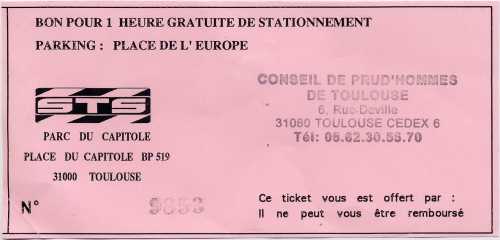 BON POUR 1 HEURE GRATUITE DE STATIONNEMENT
PARKING : PLACE DE L' EUROPE
CONSEIL DE PRUD'HOMMES
DE TOULOUSE
6, Rue Deville
31080 TOULOUSE CEDEX 6
Tél: 05.62.30.55.70
STS
PARC DU CAPITOLE
PLACE DU CAPITOLE BP 519
31000 TOULOUSE
N° 9853
Ce ticket vous est offert par :
Il ne peut vous être remboursé